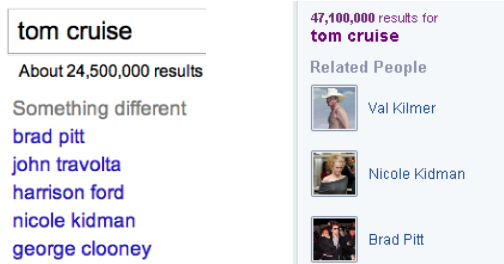 tom cruise
About 24,500,000 results
Something different
brad pitt
john travolta
harrison ford
nicole kidman
george clooney
47,100,000 results for
tom cruise
Related People
Val Kilmer
Nicole Kidman
Brad Pitt